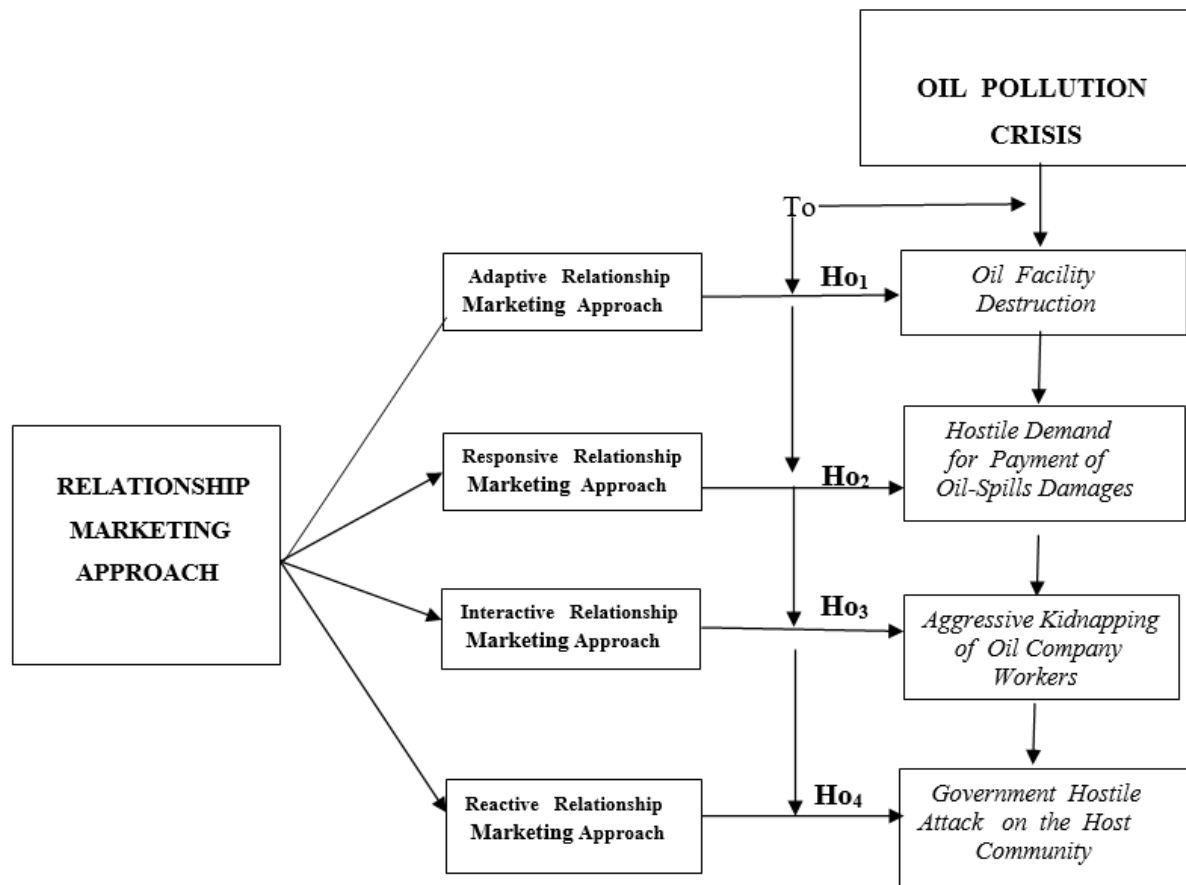 OIL POLLUTION
CRISIS
To
Adaptive Relationship
Marketing Approach
Ho₁
Oil Facility
Destruction
RELATIONSHIP
MARKETING
APPROACH
Responsive Relationship
Marketing Approach
Ho₂
Hostile Demand
for Payment of
Oil-Spills Damages
Interactive Relationship
Marketing Approach
Ho₃
Aggressive Kidnapping
of Oil Company
Workers
Reactive Relationship
Marketing Approach
Ho₄
Government Hostile
Attack on the Host
Community